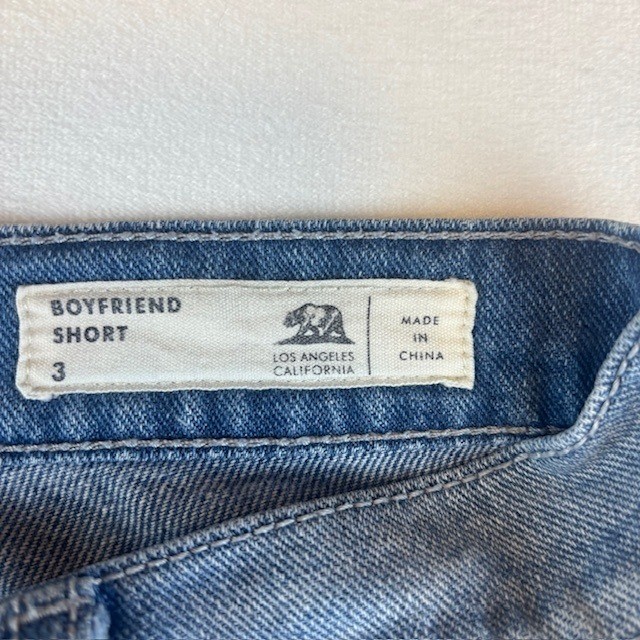 BOYFRIEND
SHORT
3
LOS ANGELES
CALIFORNIA
MADE
IN
CHINA